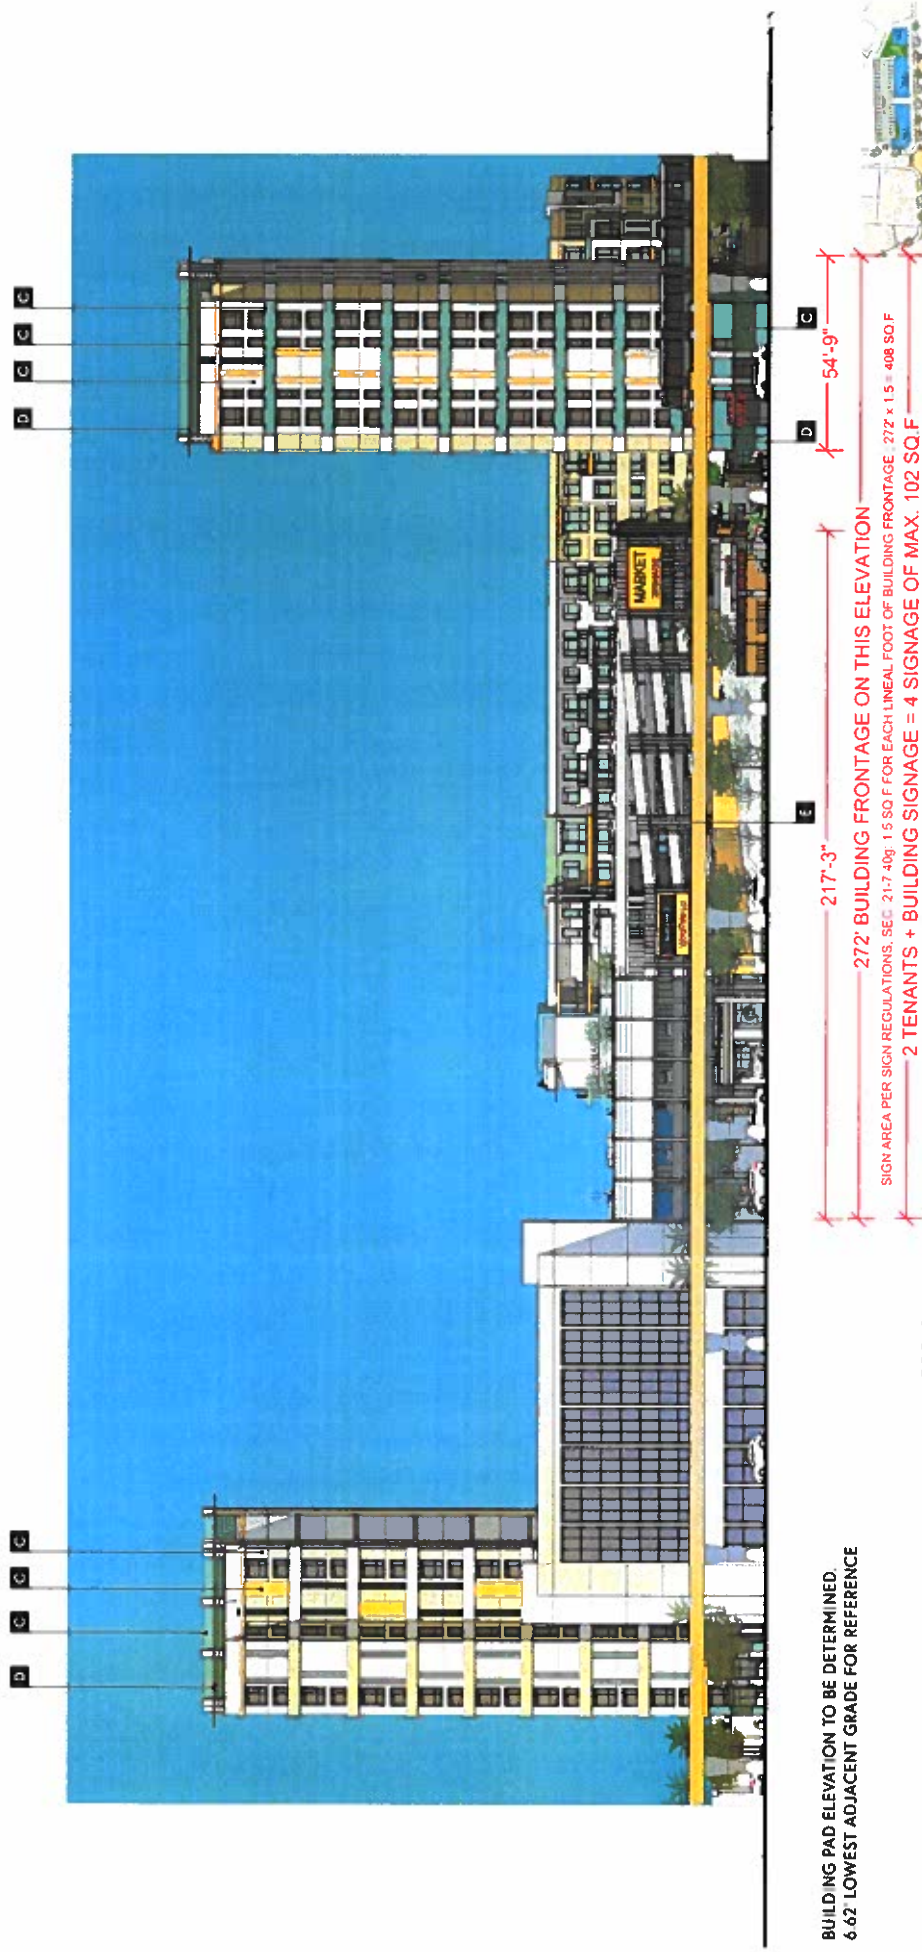 D
C
C
C
D
C
C
C
MARKET
E
D
C
217'-3"
54'-9"
272' BUILDING FRONTAGE ON THIS ELEVATION
SIGN AREA PER SIGN REGULATIONS, SEC 21-7 40g: 1 5 SQ F FOR EACH LINEAL FOOT OF BUILDING FRONTAGE : 272' x 1.5 = 408 SQ.F
2 TENANTS + BUILDING SIGNAGE = 4 SIGNAGE OF MAX. 102 SQ.F
BUILDING PAD ELEVATION TO BE DETERMINED.
6.62' LOWEST ADJACENT GRADE FOR REFERENCE